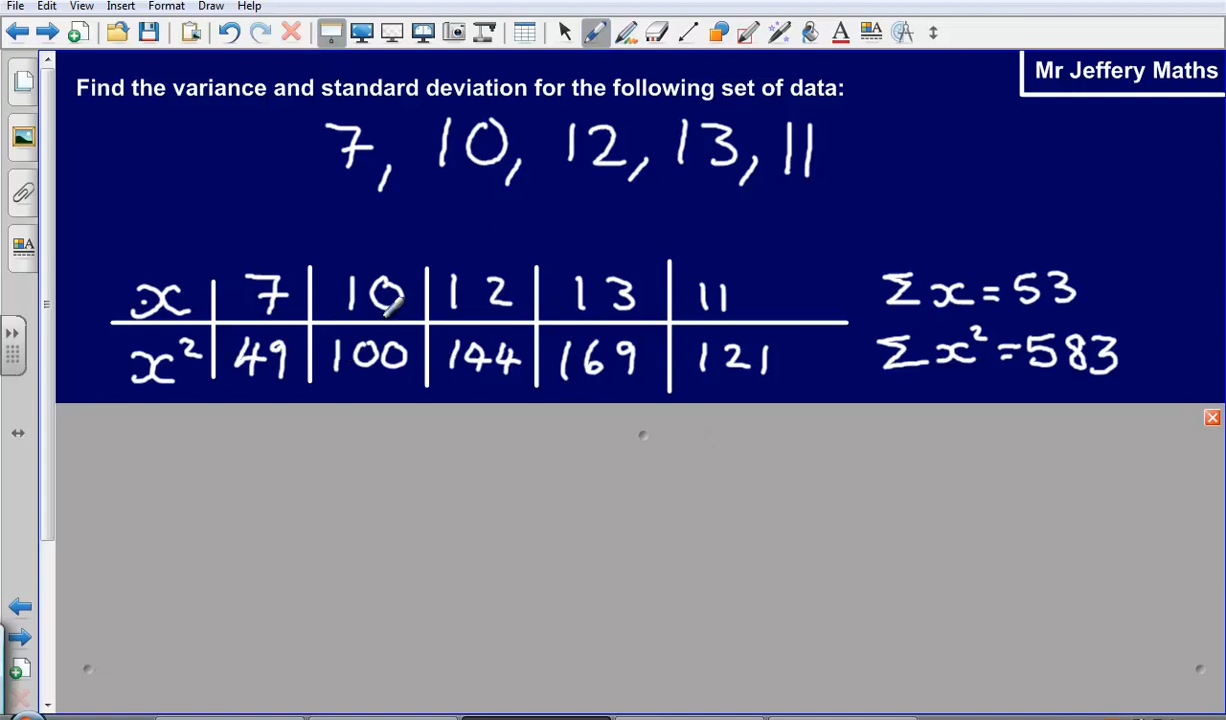 File Edit View Insert Format Draw Help
Mr Jeffery Maths
Find the variance and standard deviation for the following set of data:
7, 10, 12, 13, 11
x 7 10 12 13 11 Σx = 53
x² 49 100 144 169 121 Σx² = 583